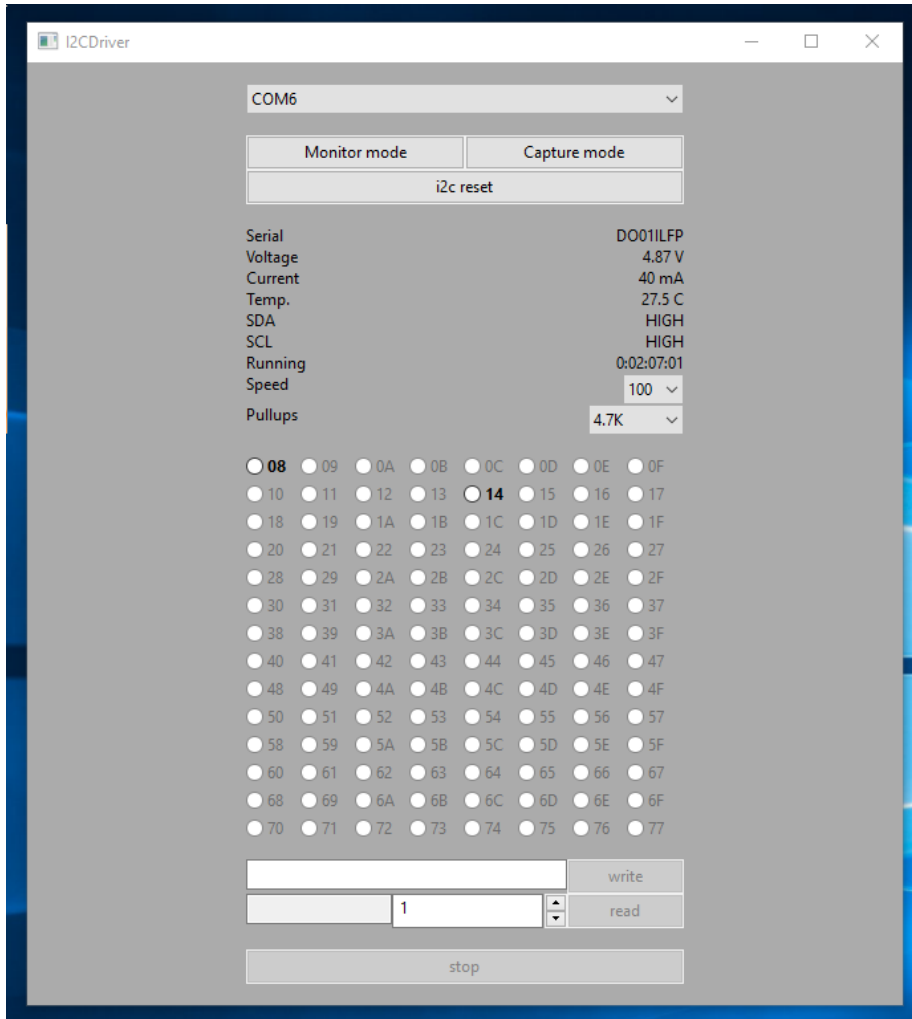 I2CDriver
COM6
Monitor mode Capture mode
i2c reset
Serial DO01ILFP
Voltage 4.87 V
Current 40 mA
Temp. 27.5 C
SDA HIGH
SCL HIGH
Running 0:02:07:01
Speed 100
Pullups 4.7K
08 09 0A 0B 0C 0D 0E 0F
10 11 12 13 14 15 16 17
18 19 1A 1B 1C 1D 1E 1F
20 21 22 23 24 25 26 27
28 29 2A 2B 2C 2D 2E 2F
30 31 32 33 34 35 36 37
38 39 3A 3B 3C 3D 3E 3F
40 41 42 43 44 45 46 47
48 49 4A 4B 4C 4D 4E 4F
50 51 52 53 54 55 56 57
58 59 5A 5B 5C 5D 5E 5F
60 61 62 63 64 65 66 67
68 69 6A 6B 6C 6D 6E 6F
70 71 72 73 74 75 76 77
write
1 read
stop